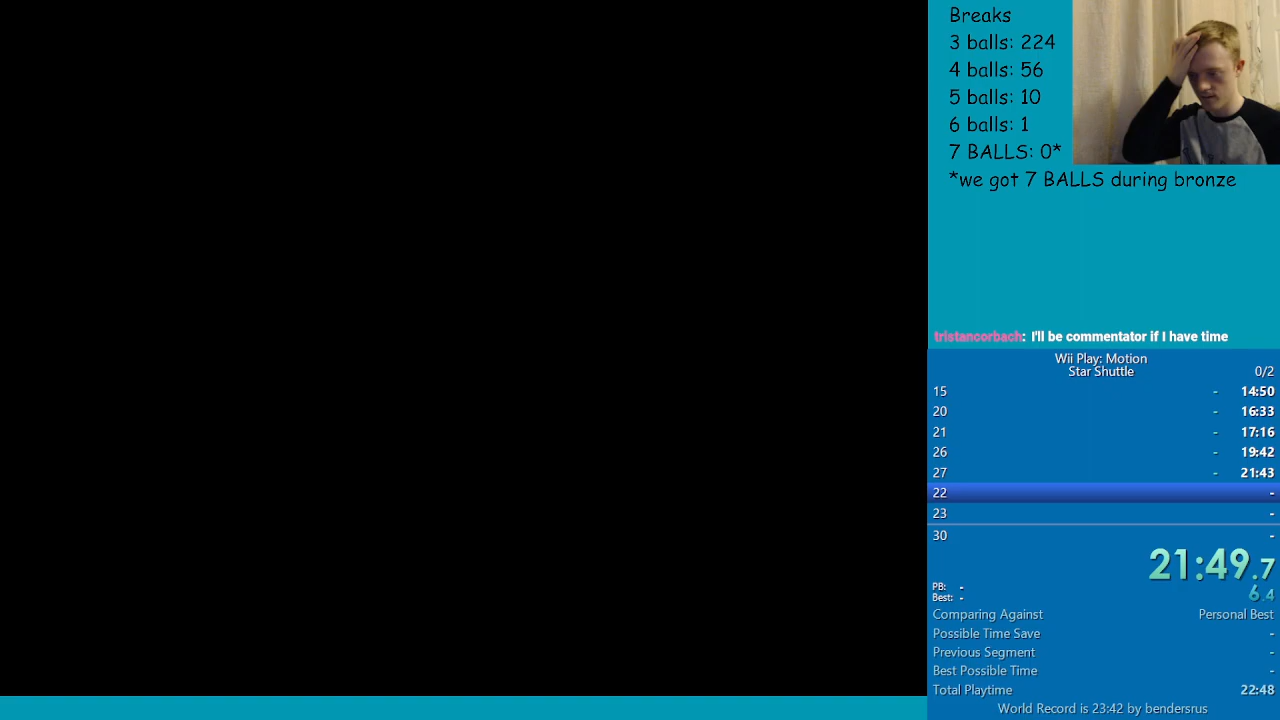 Breaks
3 balls: 224
4 balls: 56
5 balls: 10
6 balls: 1
7 BALLS: 0*
*we got 7 BALLS during bronze
tristancorbach: I'll be commentator if I have time
Wii Play: Motion
Star Shuttle 0/2
15 - 14:50
20 - 16:33
21 - 17:16
26 - 19:42
27 - 21:43
22 -
23 -
30 -
21:49.7
PB: -
Best: -
6.4
Comparing Against Personal Best
Possible Time Save -
Previous Segment -
Best Possible Time -
Total Playtime 22:48
World Record is 23:42 by bendersrus